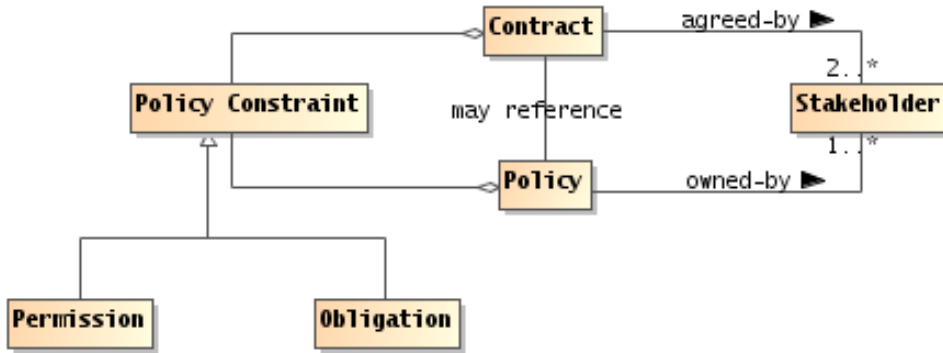 Contract
agreed-by ►
2..*
Policy Constraint
Stakeholder
may reference
1..*
Policy
owned-by ►
Permission
Obligation